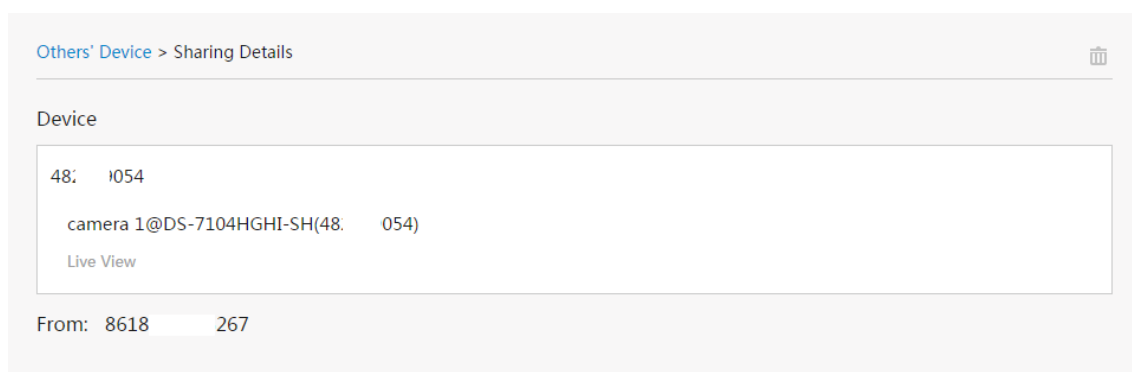 Others' Device > Sharing Details
Device
48 054
camera 1@DS-7104HGHI-SH(48 054)
Live View
From: 8618 267